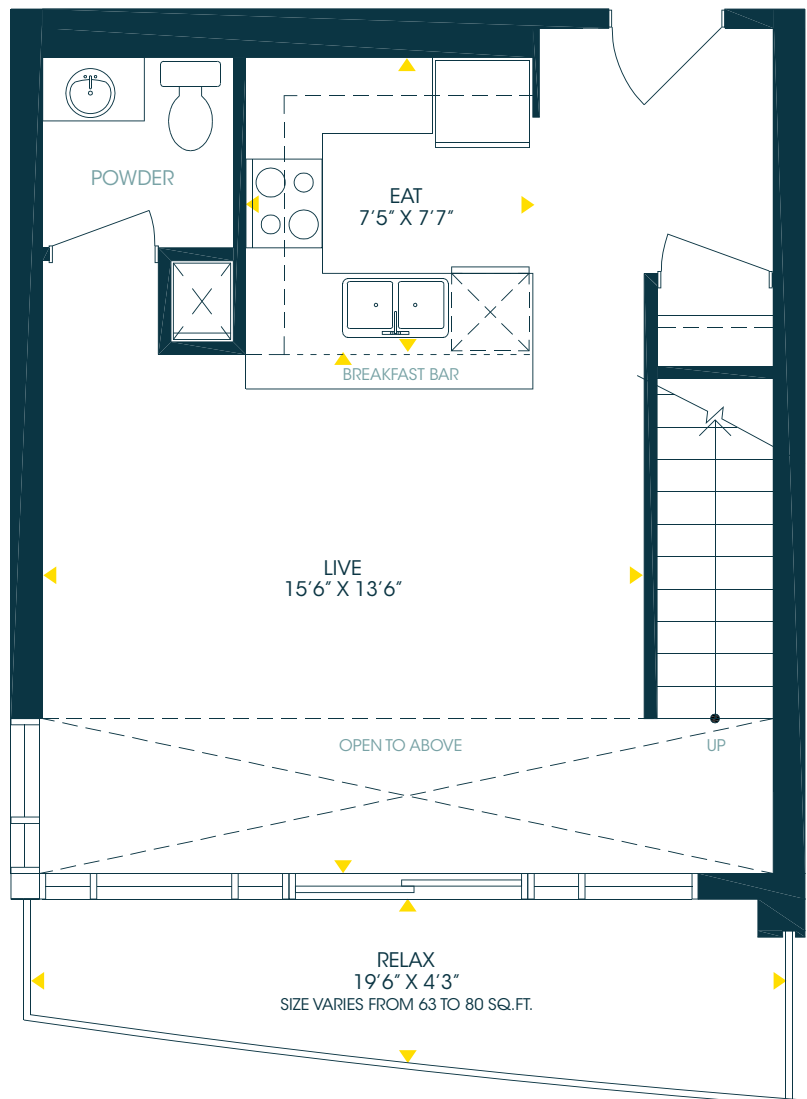 POWDER
EAT
7'5" X 7'7"
BREAKFAST BAR
LIVE
15'6" X 13'6"
OPEN TO ABOVE
UP
RELAX
19'6" X 4'3"
SIZE VARIES FROM 63 TO 80 SQ.FT.